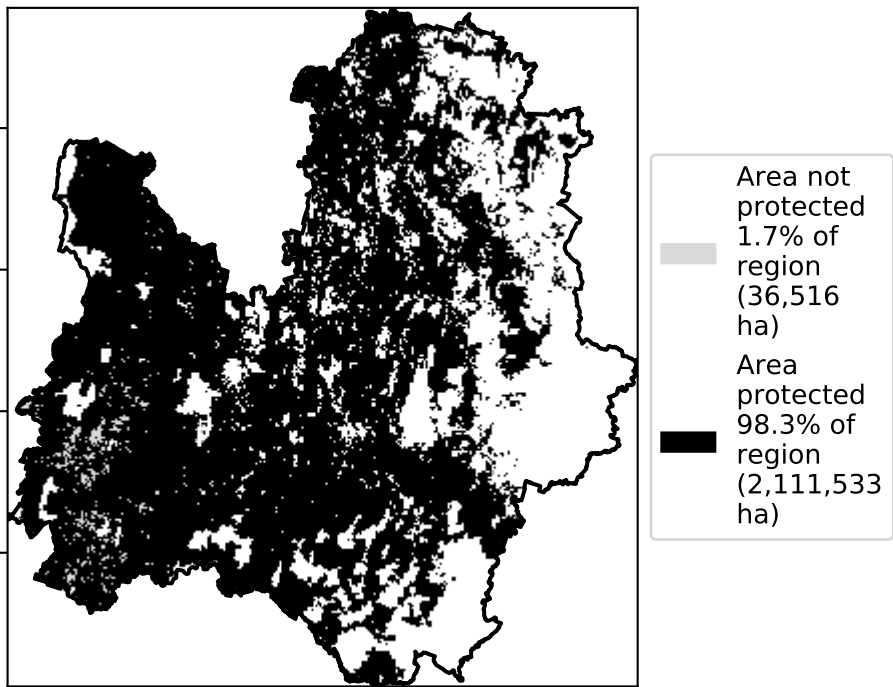 Area not
protected
1.7% of
region
(36,516
ha)
Area
protected
98.3% of
region
(2,111,533
ha)